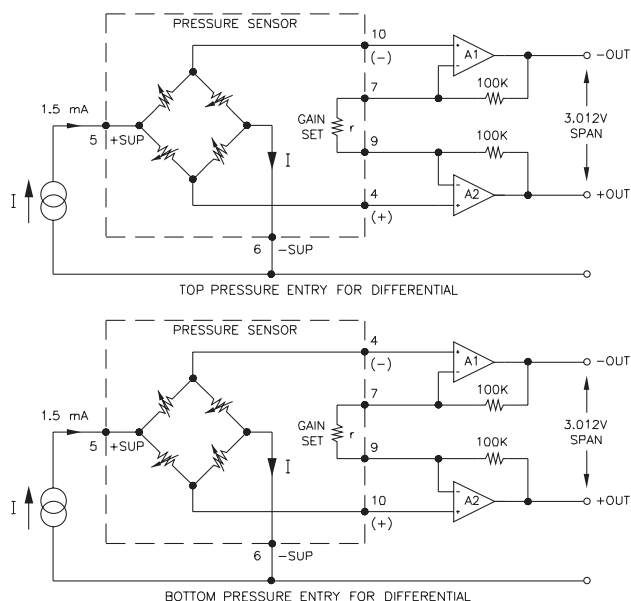 PRESSURE SENSOR
10
(-)
A1
-OUT
7
100K
1.5 mA
5 +SUP
GAIN
SET
r
I
9
100K
3.012V
SPAN
I
4
(+)
A2
+OUT
6 -SUP
TOP PRESSURE ENTRY FOR DIFFERENTIAL
PRESSURE SENSOR
4
(-)
A1
-OUT
7
100K
1.5 mA
5 +SUP
GAIN
SET
r
I
9
100K
3.012V
SPAN
I
10
(+)
A2
+OUT
6 -SUP
BOTTOM PRESSURE ENTRY FOR DIFFERENTIAL